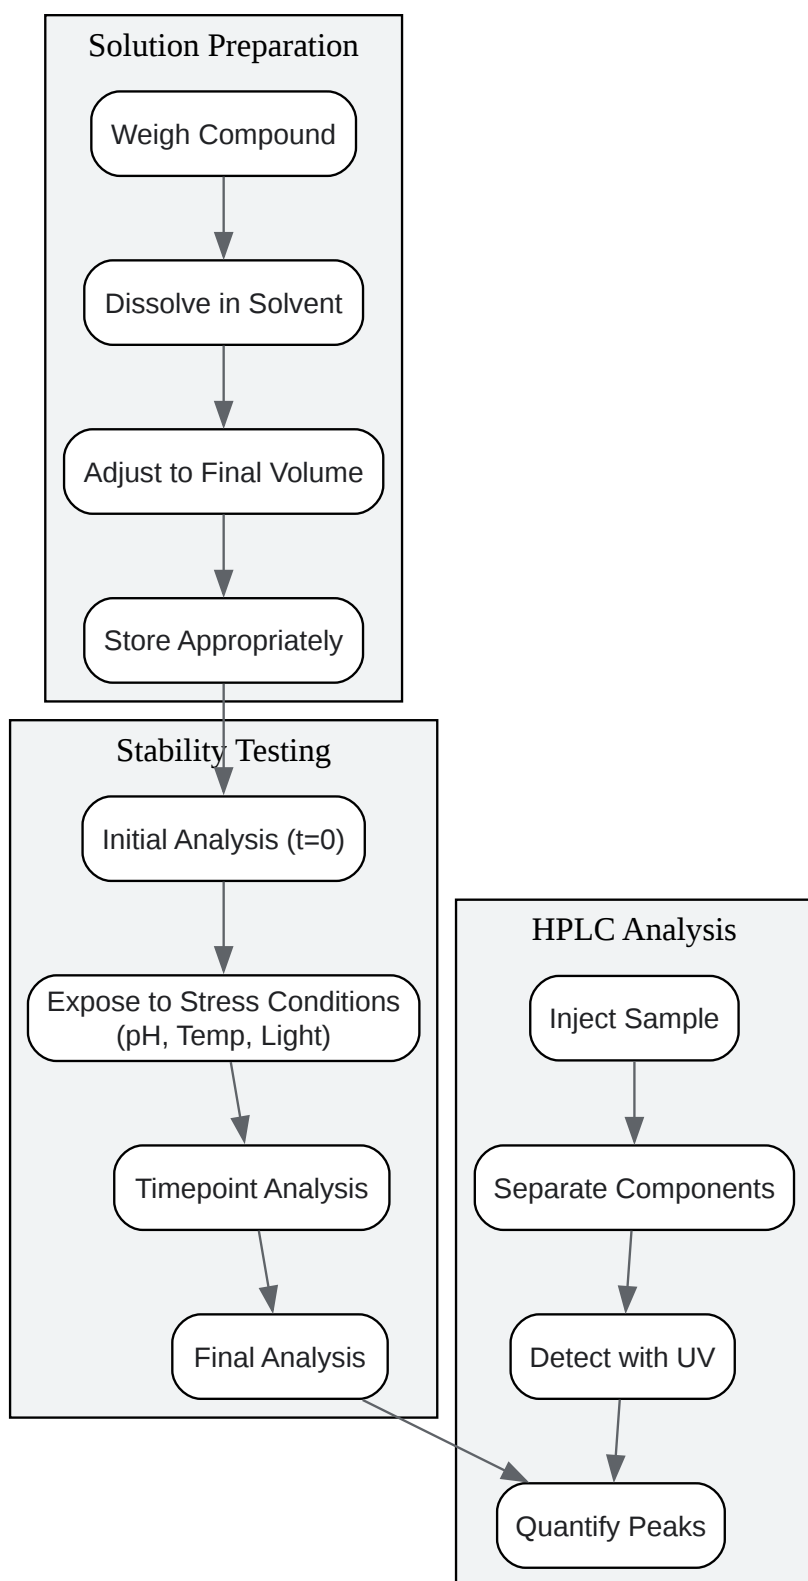 Solution Preparation
Weigh Compound
Dissolve in Solvent
Adjust to Final Volume
Store Appropriately
Stability Testing
Initial Analysis (t=0)
Expose to Stress Conditions
(pH, Temp, Light)
Timepoint Analysis
Final Analysis
HPLC Analysis
Inject Sample
Separate Components
Detect with UV
Quantify Peaks